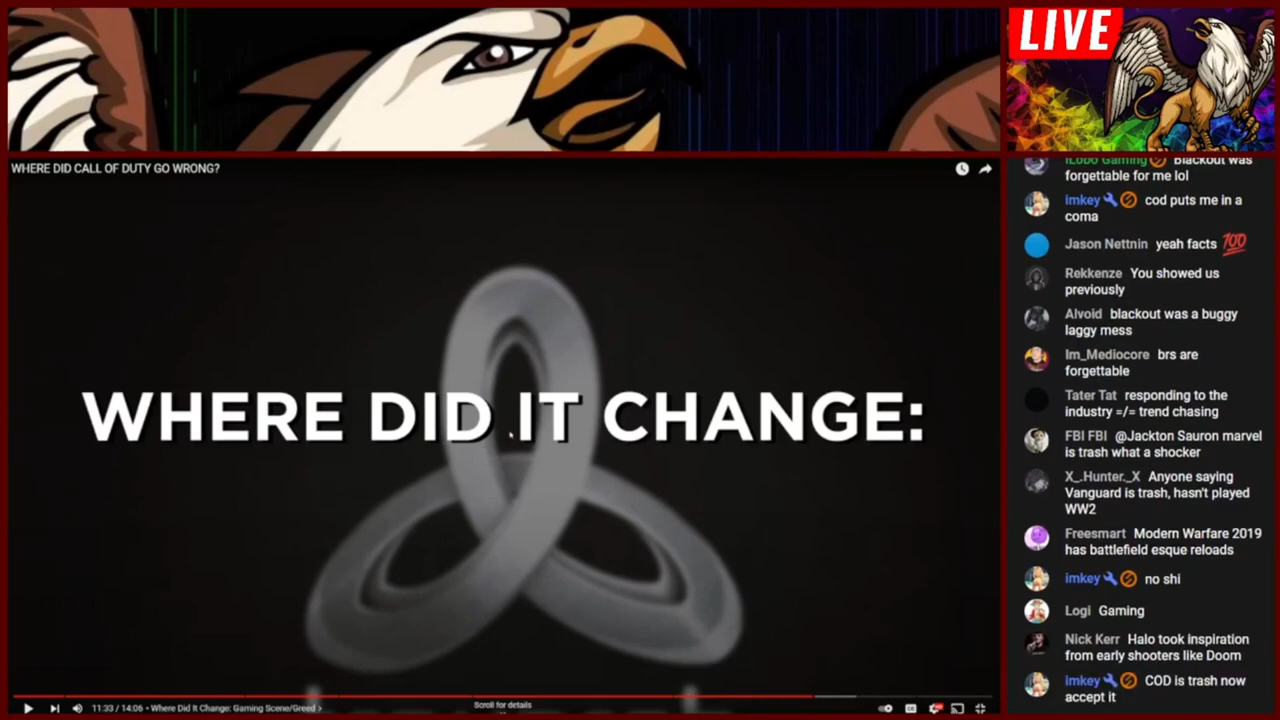 LIVE
WHERE DID CALL OF DUTY GO WRONG?
WHERE DID IT CHANGE:
11:33 / 14:06 • Where Did It Change: Gaming Scene/Greed >
Scroll for details
iLobo Gaming Blackout was
forgettable for me lol
imkey cod puts me in a
coma
Jason Nettnin yeah facts 💯
Rekkenze You showed us
previously
Alvoid blackout was a buggy
laggy mess
Im_Mediocore brs are
forgettable
Tater Tat responding to the
industry =/= trend chasing
FBI FBI @Jackton Sauron marvel
is trash what a shocker
X_.Hunter._X Anyone saying
Vanguard is trash, hasn't played
WW2
Freesmart Modern Warfare 2019
has battlefield esque reloads
imkey no shi
Logi Gaming
Nick Kerr Halo took inspiration
from early shooters like Doom
imkey COD is trash now
accept it